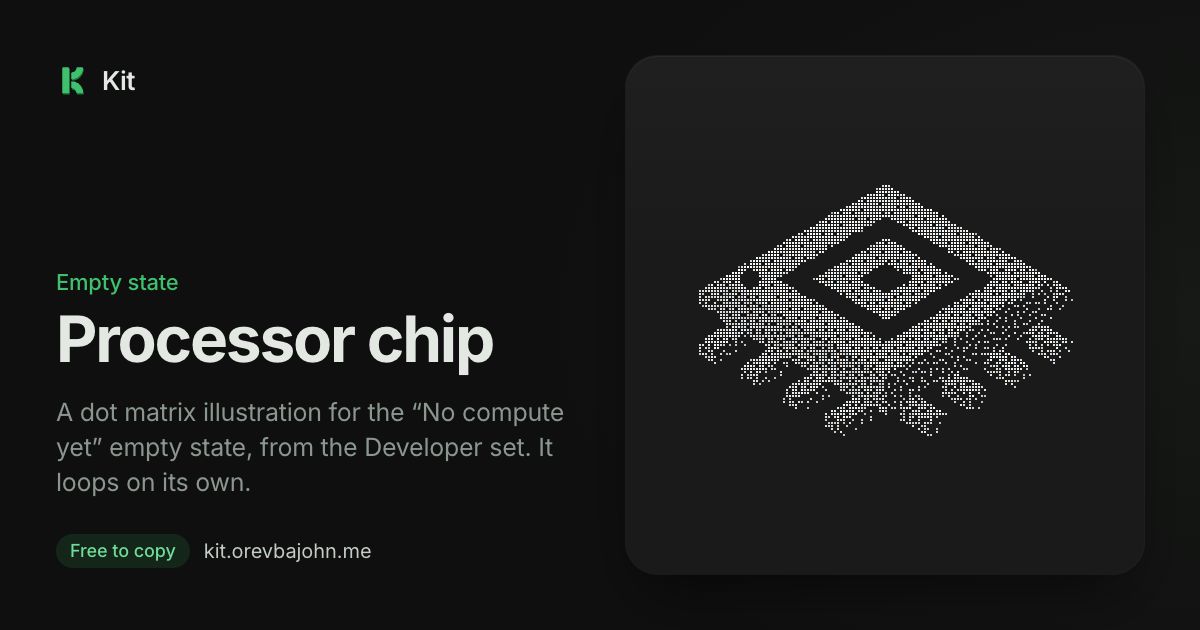 Kit
Empty state
Processor chip
A dot matrix illustration for the “No compute
yet” empty state, from the Developer set. It
loops on its own.
Free to copy
kit.orevbajohn.me